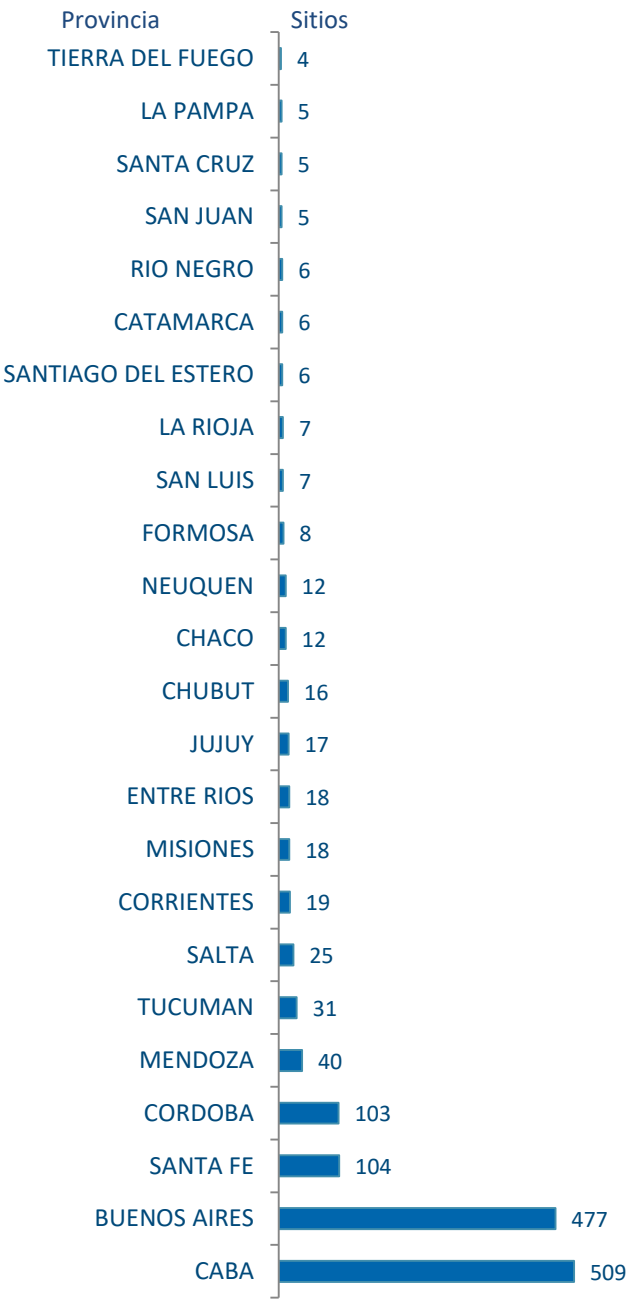 Provincia Sitios
TIERRA DEL FUEGO 4
LA PAMPA 5
SANTA CRUZ 5
SAN JUAN 5
RIO NEGRO 6
CATAMARCA 6
SANTIAGO DEL ESTERO 6
LA RIOJA 7
SAN LUIS 7
FORMOSA 8
NEUQUEN 12
CHACO 12
CHUBUT 16
JUJUY 17
ENTRE RIOS 18
MISIONES 18
CORRIENTES 19
SALTA 25
TUCUMAN 31
MENDOZA 40
CORDOBA 103
SANTA FE 104
BUENOS AIRES 477
CABA 509